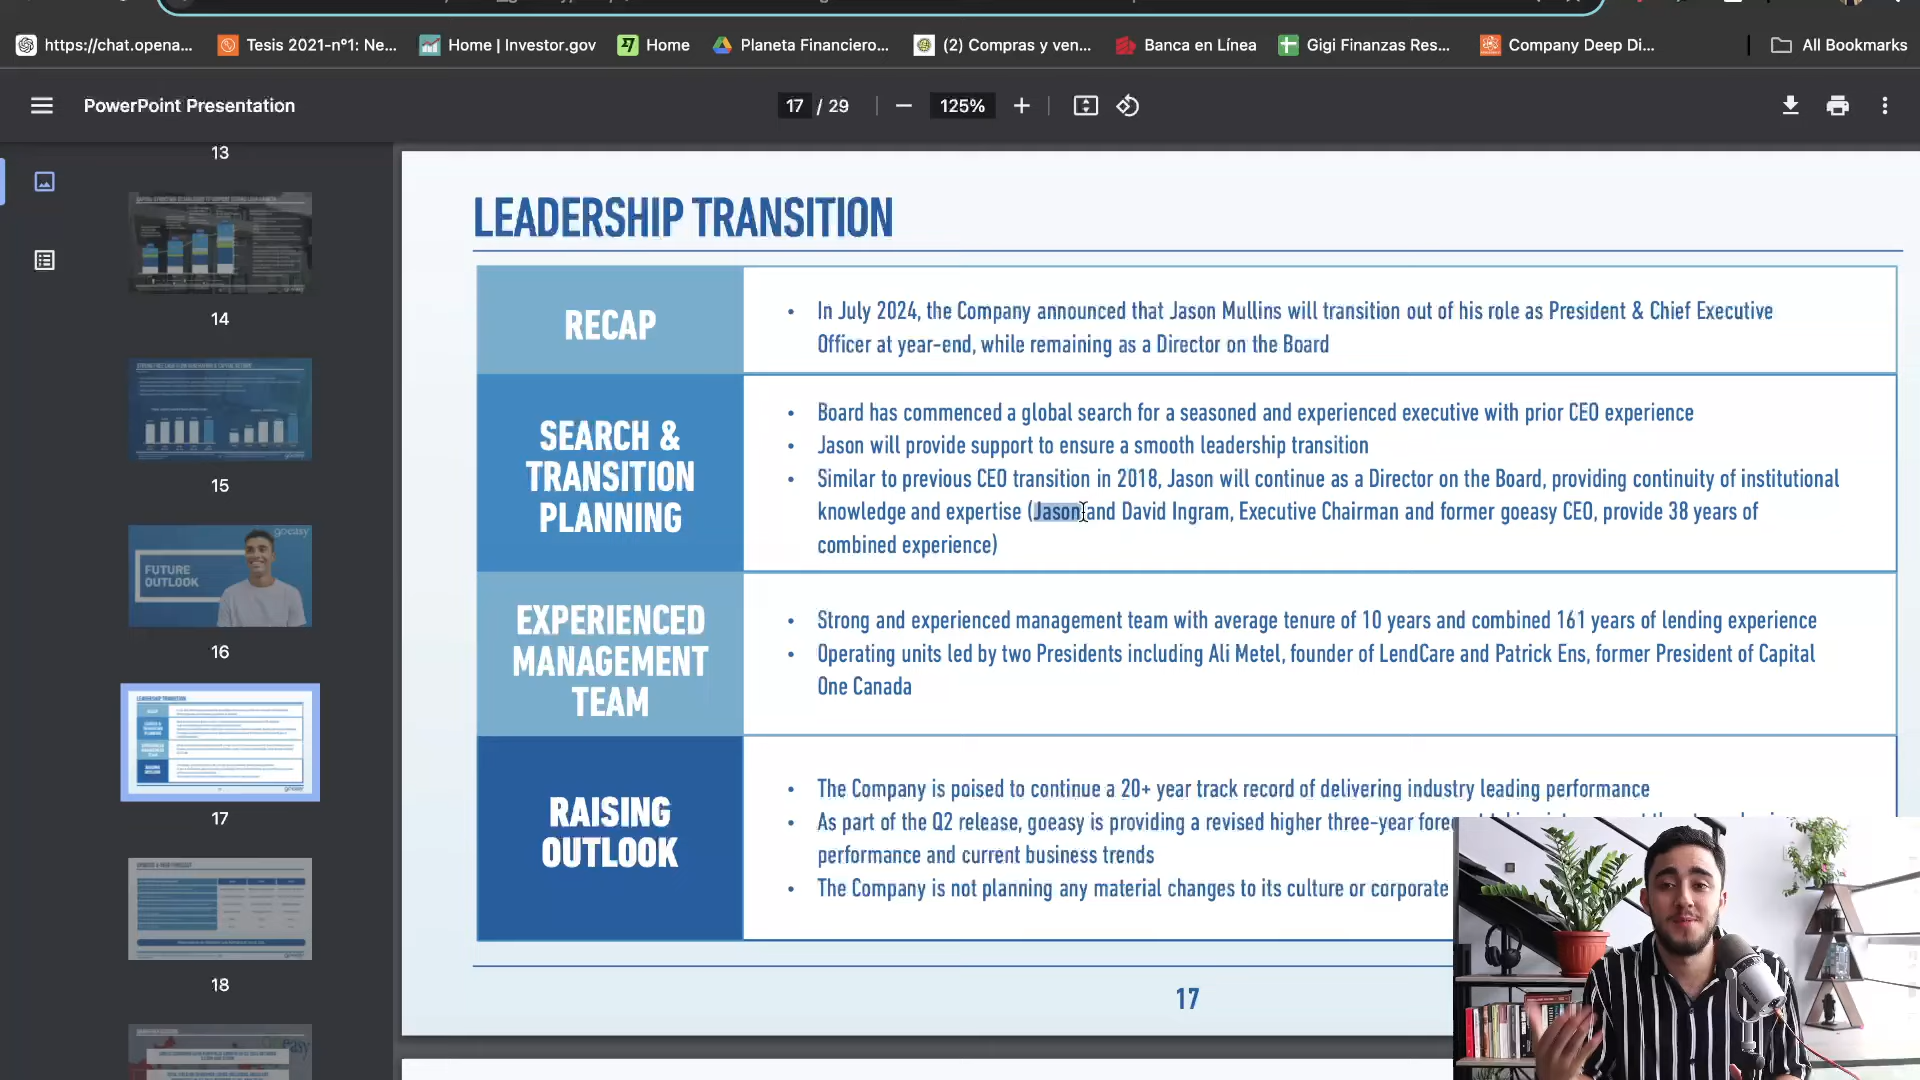 https://chat.opena...
Tesis 2021-nº1: Ne...
Home | Investor.gov
Home
Planeta Financiero...
(2) Compras y ven...
Banca en Línea
Gigi Finanzas Res...
Company Deep Di...
All Bookmarks
PowerPoint Presentation
17 / 29
125%
13
14
15
goeasy
FUTURE
OUTLOOK
16
17
18
LEADERSHIP TRANSITION
RECAP
• In July 2024, the Company announced that Jason Mullins will transition out of his role as President & Chief Executive
Officer at year-end, while remaining as a Director on the Board
SEARCH &
TRANSITION
PLANNING
• Board has commenced a global search for a seasoned and experienced executive with prior CEO experience
• Jason will provide support to ensure a smooth leadership transition
• Similar to previous CEO transition in 2018, Jason will continue as a Director on the Board, providing continuity of institutional
knowledge and expertise (Jason and David Ingram, Executive Chairman and former goeasy CEO, provide 38 years of
combined experience)
EXPERIENCED
MANAGEMENT
TEAM
• Strong and experienced management team with average tenure of 10 years and combined 161 years of lending experience
• Operating units led by two Presidents including Ali Metel, founder of LendCare and Patrick Ens, former President of Capital
One Canada
RAISING
OUTLOOK
• The Company is poised to continue a 20+ year track record of delivering industry leading performance
• As part of the Q2 release, goeasy is providing a revised higher three-year
performance and current business trends
• The Company is not planning any material changes to its culture or corporate
17